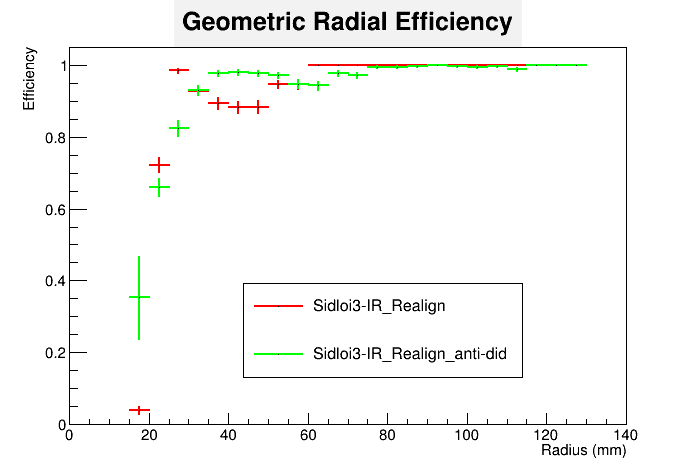 Geometric Radial Efficiency
Efficiency
1
0.8
0.6
0.4
0.2
0
Sidloi3-IR_Realign
Sidloi3-IR_Realign_anti-did
0 20 40 60 80 100 120 140
Radius (mm)